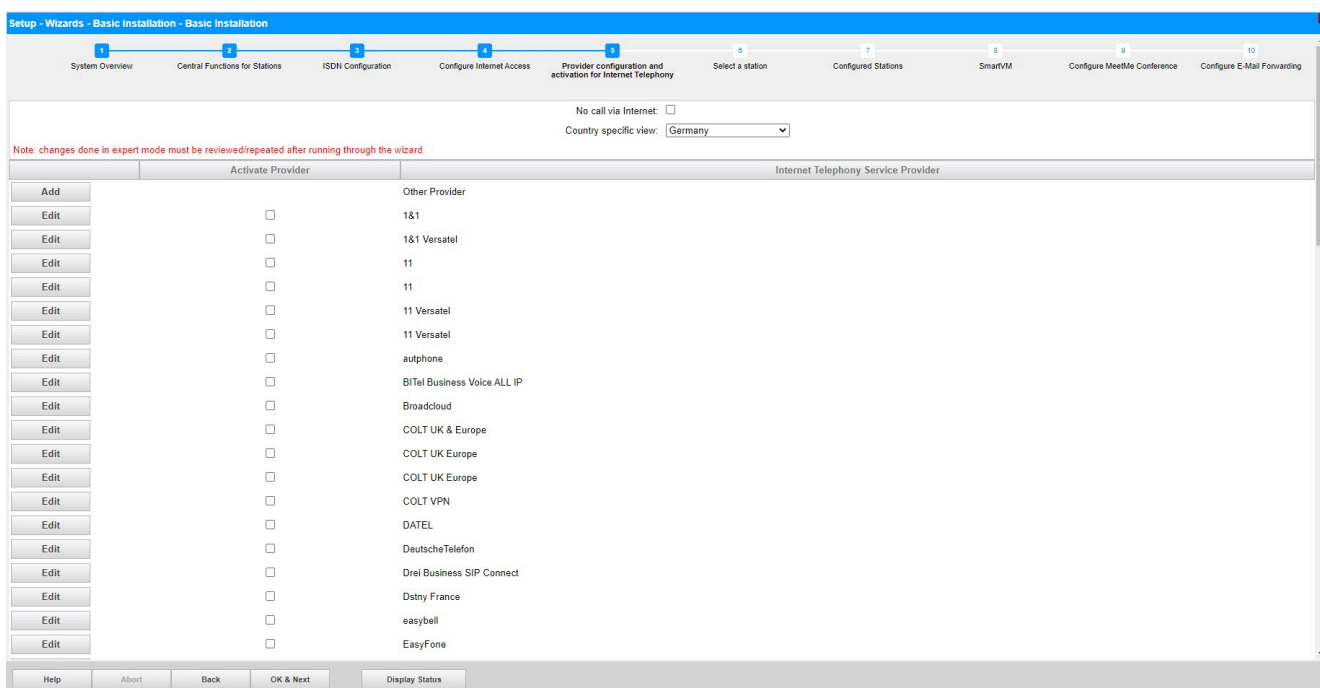 Setup - Wizards - Basic Installation - Basic Installation
1 2 3 4 5 6 7 8 9 10
System Overview Central Functions for Stations ISDN Configuration Configure Internet Access Provider configuration and activation for Internet Telephony Select a station Configured Stations SmartVM Configure MeetMe Conference Configure E-Mail Forwarding
No call via Internet:
Country specific view: Germany
Note: changes done in expert mode must be reviewed/repeated after running through the wizard.
Activate Provider Internet Telephony Service Provider
Add Other Provider
Edit 1&1
Edit 1&1 Versatel
Edit 11
Edit 11
Edit 11 Versatel
Edit 11 Versatel
Edit autphone
Edit BITel Business Voice ALL IP
Edit Broadcloud
Edit COLT UK & Europe
Edit COLT UK Europe
Edit COLT UK Europe
Edit COLT VPN
Edit DATEL
Edit DeutscheTelefon
Edit Drei Business SIP Connect
Edit Dstny France
Edit easybell
Edit EasyFone
Help Abort Back OK & Next Display Status